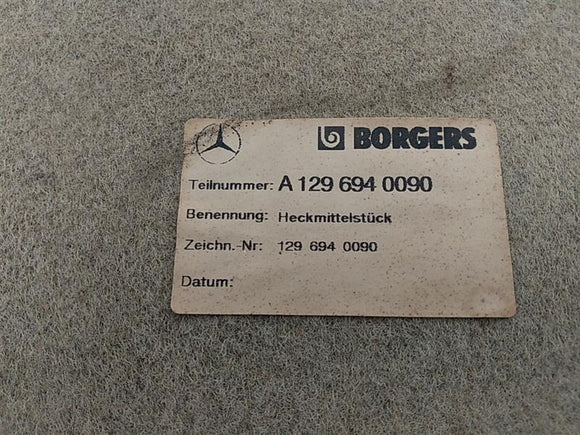 BORGERS
Teilnummer: A 129 694 0090
Benennung: Heckmittelstück
Zeichn.-Nr: 129 694 0090
Datum: